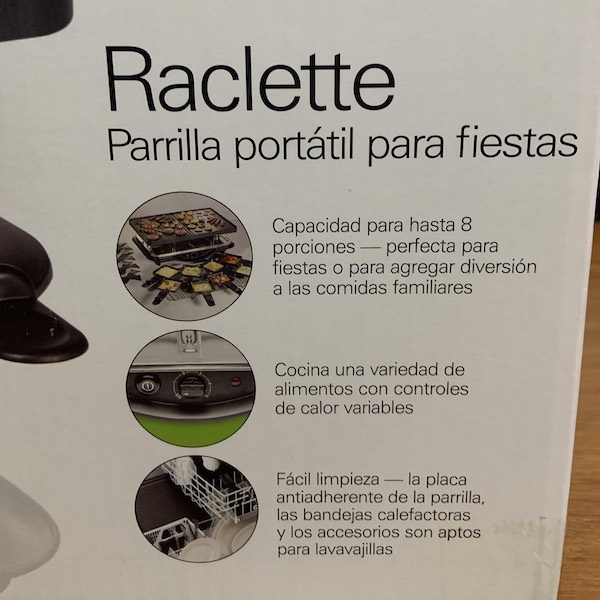 Raclette
Parrilla portátil para fiestas
Capacidad para hasta 8
porciones — perfecta para
fiestas o para agregar diversión
a las comidas familiares
Cocina una variedad de
alimentos con controles
de calor variables
Fácil limpieza — la placa
antiadherente de la parrilla,
las bandejas calefactoras
y los accesorios son aptos
para lavavajillas